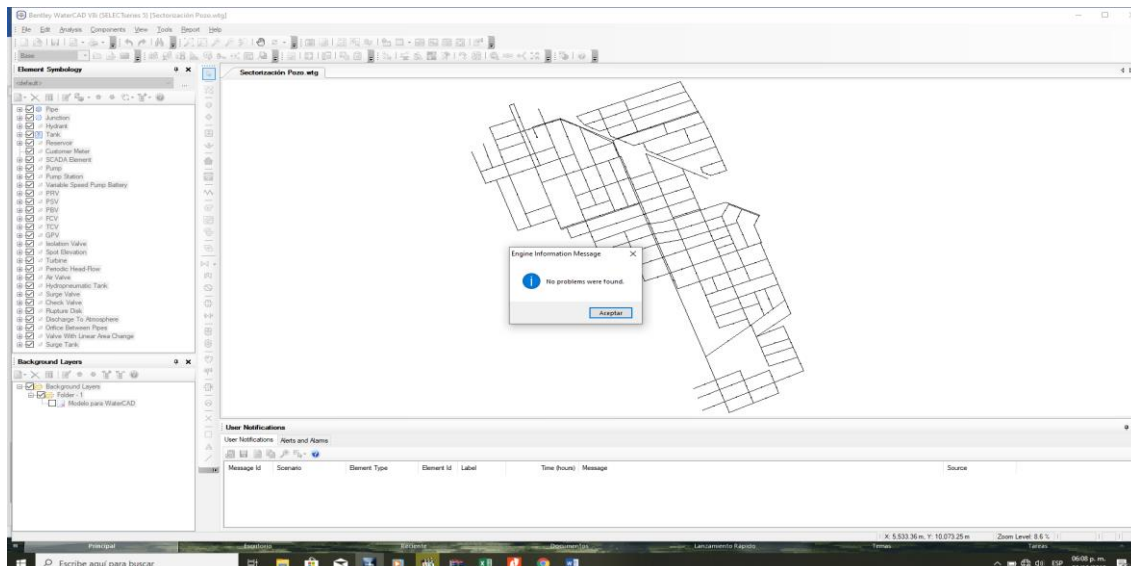 Bentley WaterCAD V8i (SELECTseries 3) [Sectorización Pozo.wtg]
File Edit Analysis Components View Tools Report Help
Base
Element Symbology
<default>
Pipe
Junction
Hydrant
Tank
Reservoir
Customer Meter
SCADA Element
Pump
Pump Station
Variable Speed Pump Battery
PRV
PSV
PBV
FCV
TCV
GPV
Isolation Valve
Spot Elevation
Turbine
Periodic Head-Flow
Air Valve
Hydropneumatic Tank
Surge Valve
Check Valve
Rupture Disk
Discharge To Atmosphere
Orifice Between Pipes
Valve With Linear Area Change
Surge Tank
Background Layers
Background Layers
Folder - 1
Modelo para WaterCAD
Sectorización Pozo.wtg
Engine Information Message
No problems were found.
Aceptar
User Notifications
User Notifications Alerts and Alarms
Message Id Scenario Element Type Element Id Label Time (hours) Message Source
X: 5,533.36 m, Y: 10,073.25 m Zoom Level: 8.6 %
Principal Escritorio Reciente Documentos Lanzamiento Rápido Temas Tareas
Escribe aquí para buscar
ESP
06:08 p. m.